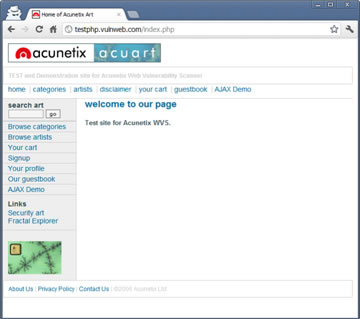 Home of Acunetix Art
testphp.vulnweb.com/index.php
acunetix acuart
Demonstration site for Acunetix Web Vulnerability Scanner
home | categories | artists | disclaimer | your cart | guestbook | AJAX Demo
search art
go
Browse categories
Browse artists
Your cart
Signup
Your profile
Our guestbook
AJAX Demo
Links
Security art
Fractal Explorer
welcome to our page
Test site for Acunetix WVS.
About Us | Privacy Policy | Contact Us | ©2006 Acunetix Ltd